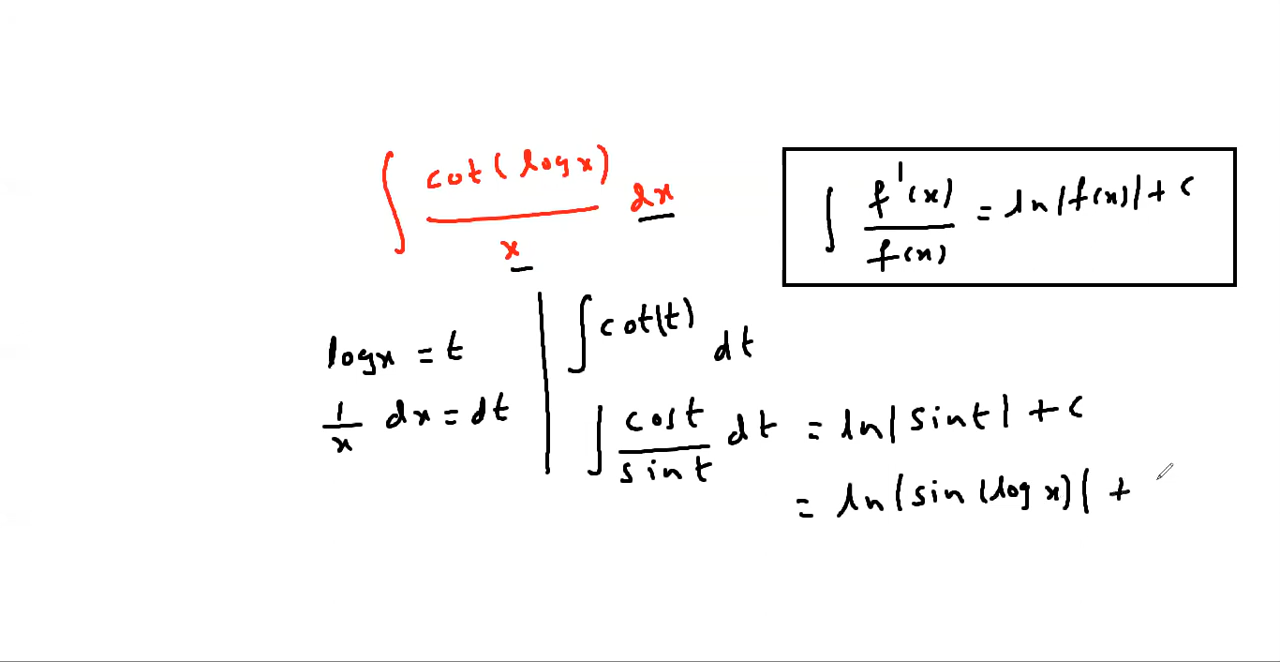 ∫ cot(log x)/x dx
∫ f'(x)/f(x) = ln|f(x)| + c
log x = t
1/x dx = dt
∫ cot(t) dt
∫ cos t/sin t dt = ln|sin t| + c
= ln|sin(log x)| +